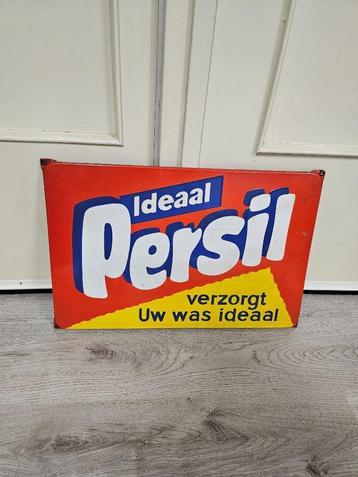 Ideaal
Persil
verzorgt
Uw was ideaal